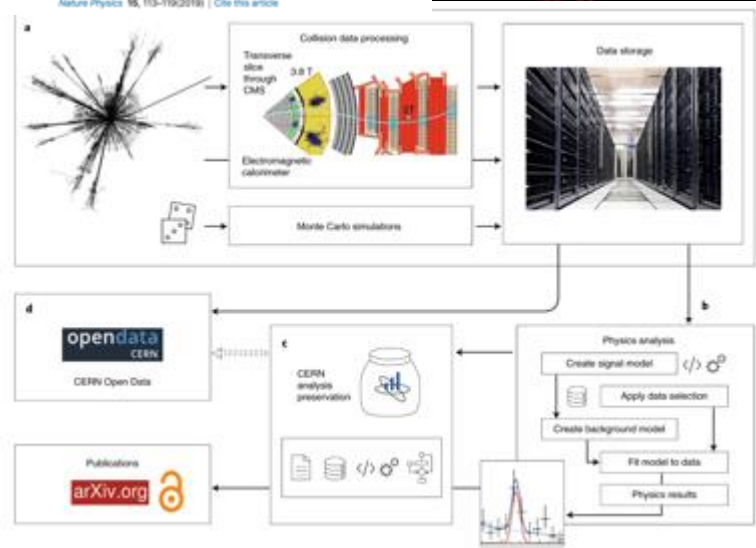 Nature Physics 15, 113–119(2019) | Cite this article
a
Collision data processing
Transverse
slice
through
CMS
3.8 T
2T
Electromagnetic
calorimeter
Data storage
Monte Carlo simulations
b
d
opendata
CERN
CERN Open Data
c
CERN
analysis
preservation
</>
Physics analysis
Create signal model
</>
Apply data selection
Create background model
Fit model to data
Physics results
Publications
arXiv.org